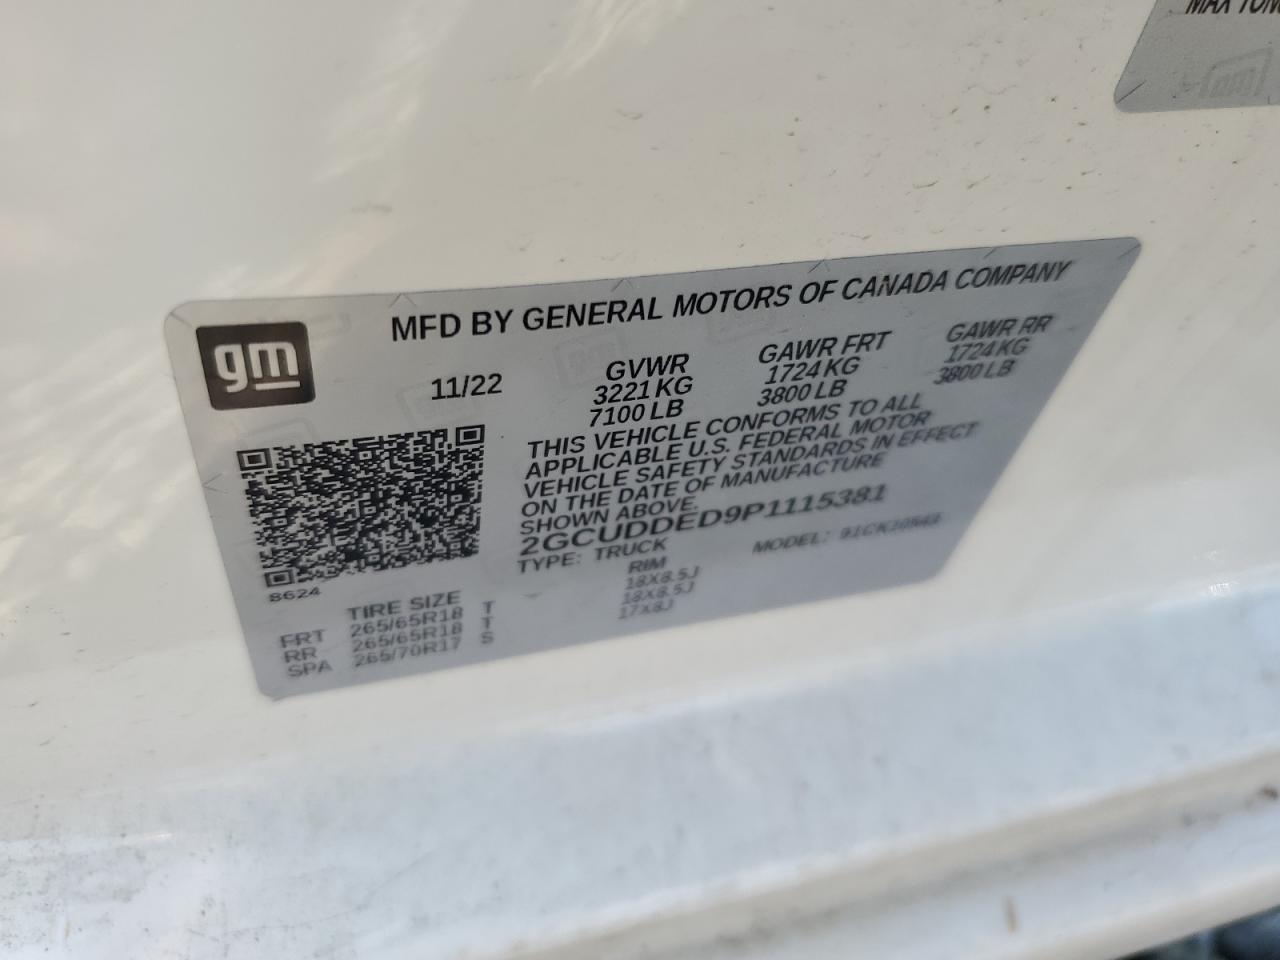 MAX
gm
MFD BY GENERAL MOTORS OF CANADA COMPANY
11/22
GVWR GAWR FRT GAWR RR
3221 KG 1724 KG 1724 KG
7100 LB 3800 LB 3800 LB
THIS VEHICLE CONFORMS TO ALL
APPLICABLE U.S. FEDERAL MOTOR
VEHICLE SAFETY STANDARDS IN EFFECT
ON THE DATE OF MANUFACTURE
SHOWN ABOVE.
2GCUDDED9P1115381
TYPE: TRUCK MODEL:
8624
TIRE SIZE RIM
FRT 265/65R18 T 18X8.5J
RR 265/65R18 T 18X8.5J
SPA 265/70R17 S 17X8J